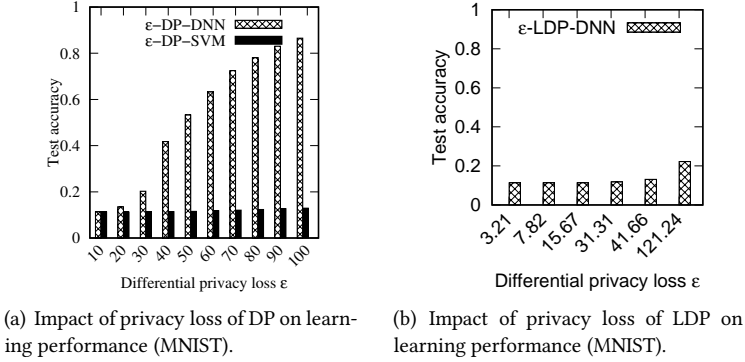 ε−DP−DNN
ε−DP−SVM
1
0.8
0.6
0.4
0.2
0
Test accuracy
10 20 30 40 50 60 70 80 90 100
Differential privacy loss ε
(a) Impact of privacy loss of DP on learn-
ing performance (MNIST).
ε-LDP-DNN
1
0.8
0.6
0.4
0.2
0
Test accuracy
3.21 7.82 15.67 31.31 41.66 121.24
Differential privacy loss ε
(b) Impact of privacy loss of LDP on
learning performance (MNIST).